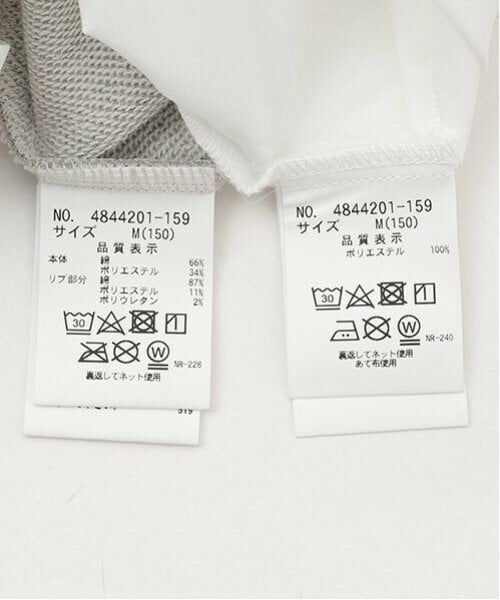 NO. 4844201-159
サイズ M(150)
品質表示
本体 綿 66%
ポリエステル 34%
リブ部分 綿 87%
ポリエステル 11%
ポリウレタン 2%
30
W
NR-228
裏返してネット使用
519
NO. 4844201-159
サイズ M(150)
品質表示
ポリエステル 100%
30
W
NR-240
裏返してネット使用
あて布使用